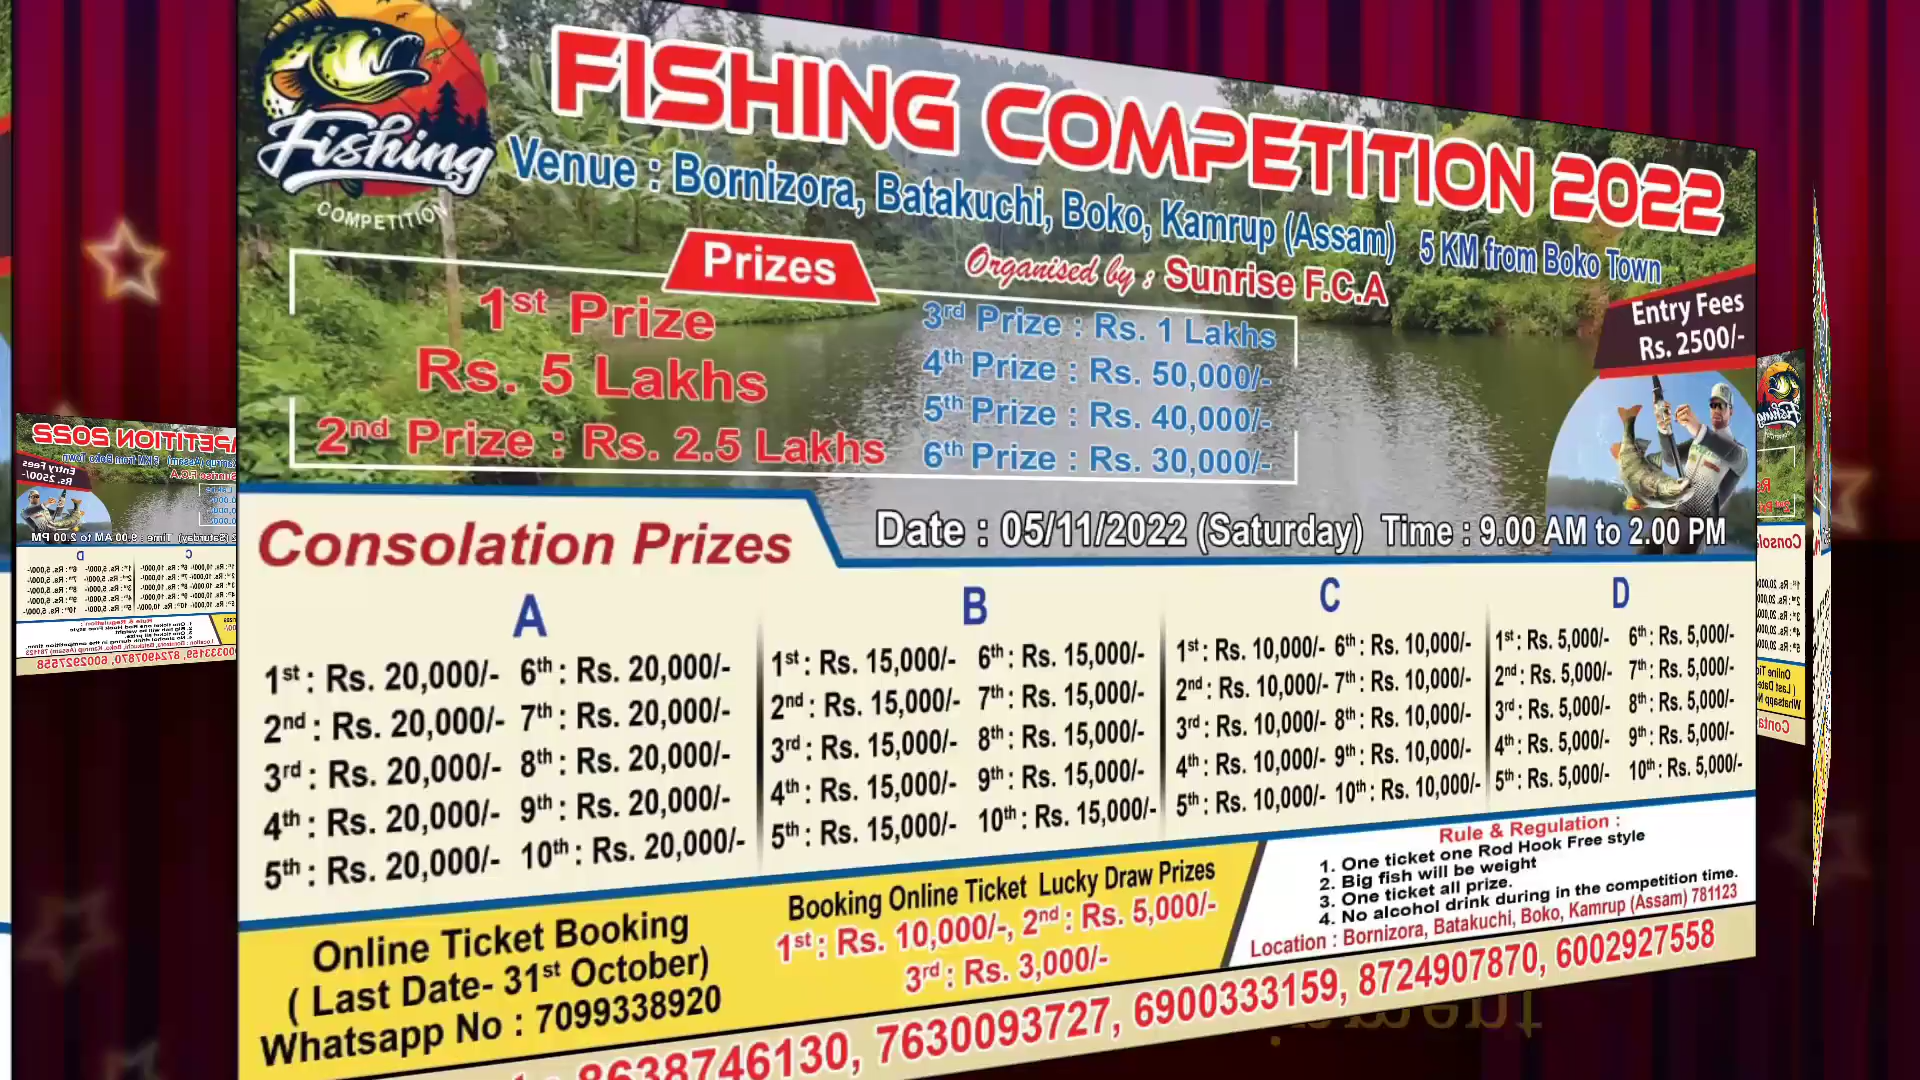 Fishing
COMPETITION
FISHING COMPETITION 2022
Venue : Bornizora, Batakuchi, Boko, Kamrup (Assam) 5 KM from Boko Town
Organised by : Sunrise F.C.A
Prizes
1st Prize
Rs. 5 Lakhs
2nd Prize : Rs. 2.5 Lakhs
3rd Prize : Rs. 1 Lakhs
4th Prize : Rs. 50,000/-
5th Prize : Rs. 40,000/-
6th Prize : Rs. 30,000/-
Entry Fees
Rs. 2500/-
Date : 05/11/2022 (Saturday) Time : 9.00 AM to 2.00 PM
Consolation Prizes
A
1st : Rs. 20,000/- 6th : Rs. 20,000/-
2nd : Rs. 20,000/- 7th : Rs. 20,000/-
3rd : Rs. 20,000/- 8th : Rs. 20,000/-
4th : Rs. 20,000/- 9th : Rs. 20,000/-
5th : Rs. 20,000/- 10th : Rs. 20,000/-
B
1st : Rs. 15,000/- 6th : Rs. 15,000/-
2nd : Rs. 15,000/- 7th : Rs. 15,000/-
3rd : Rs. 15,000/- 8th : Rs. 15,000/-
4th : Rs. 15,000/- 9th : Rs. 15,000/-
5th : Rs. 15,000/- 10th : Rs. 15,000/-
C
1st : Rs. 10,000/- 6th : Rs. 10,000/-
2nd : Rs. 10,000/- 7th : Rs. 10,000/-
3rd : Rs. 10,000/- 8th : Rs. 10,000/-
4th : Rs. 10,000/- 9th : Rs. 10,000/-
5th : Rs. 10,000/- 10th : Rs. 10,000/-
D
1st : Rs. 5,000/- 6th : Rs. 5,000/-
2nd : Rs. 5,000/- 7th : Rs. 5,000/-
3rd : Rs. 5,000/- 8th : Rs. 5,000/-
4th : Rs. 5,000/- 9th : Rs. 5,000/-
5th : Rs. 5,000/- 10th : Rs. 5,000/-
Online Ticket Booking
( Last Date- 31st October)
Whatsapp No : 7099338920
Booking Online Ticket Lucky Draw Prizes
1st : Rs. 10,000/-, 2nd : Rs. 5,000/-
3rd : Rs. 3,000/-
Rule & Regulation :
1. One ticket one Rod Hook Free style
2. Big fish will be weight
3. One ticket all prize.
4. No alcohol drink during in the competition time.
Location : Bornizora, Batakuchi, Boko, Kamrup (Assam) 781123
8638746130, 7630093727, 6900333159, 8724907870, 6002927558